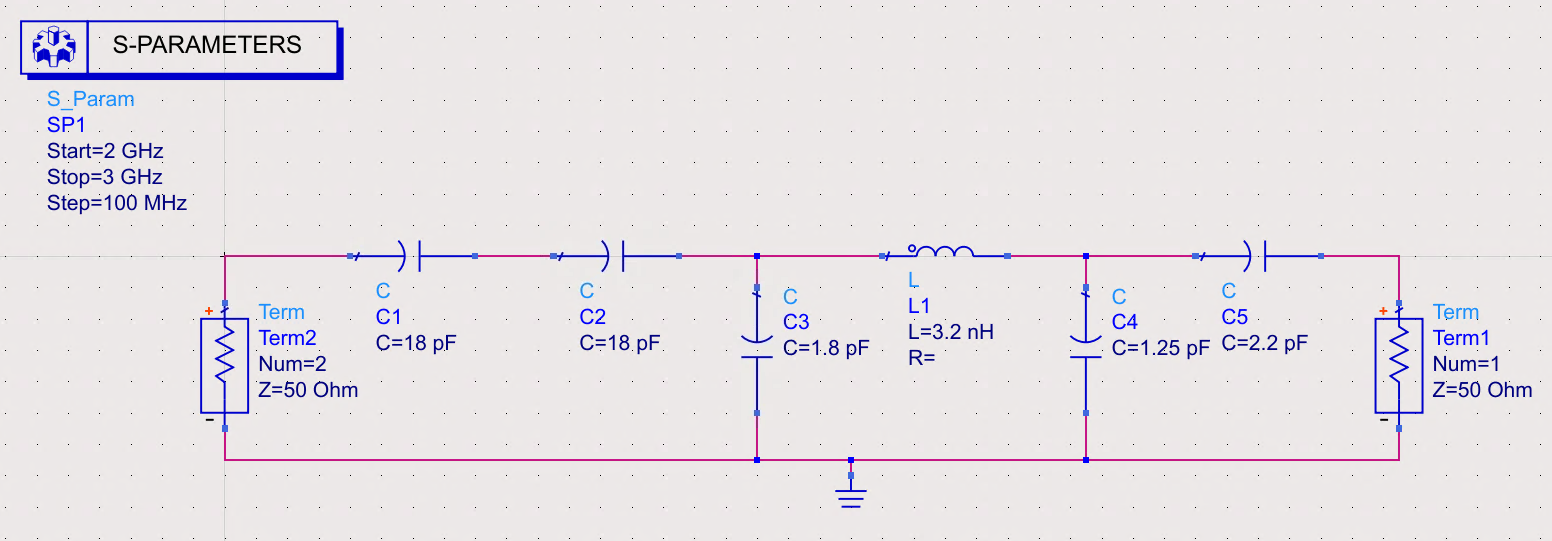 S-PARAMETERS
S_Param
SP1
Start=2 GHz
Stop=3 GHz
Step=100 MHz
+
Term
Term2
Num=2
Z=50 Ohm
-
C
C1
C=18 pF
C
C2
C=18 pF
C
C3
C=1.8 pF
L
L1
L=3.2 nH
R=
C
C4
C=1.25 pF
C
C5
C=2.2 pF
+
Term
Term1
Num=1
Z=50 Ohm
-